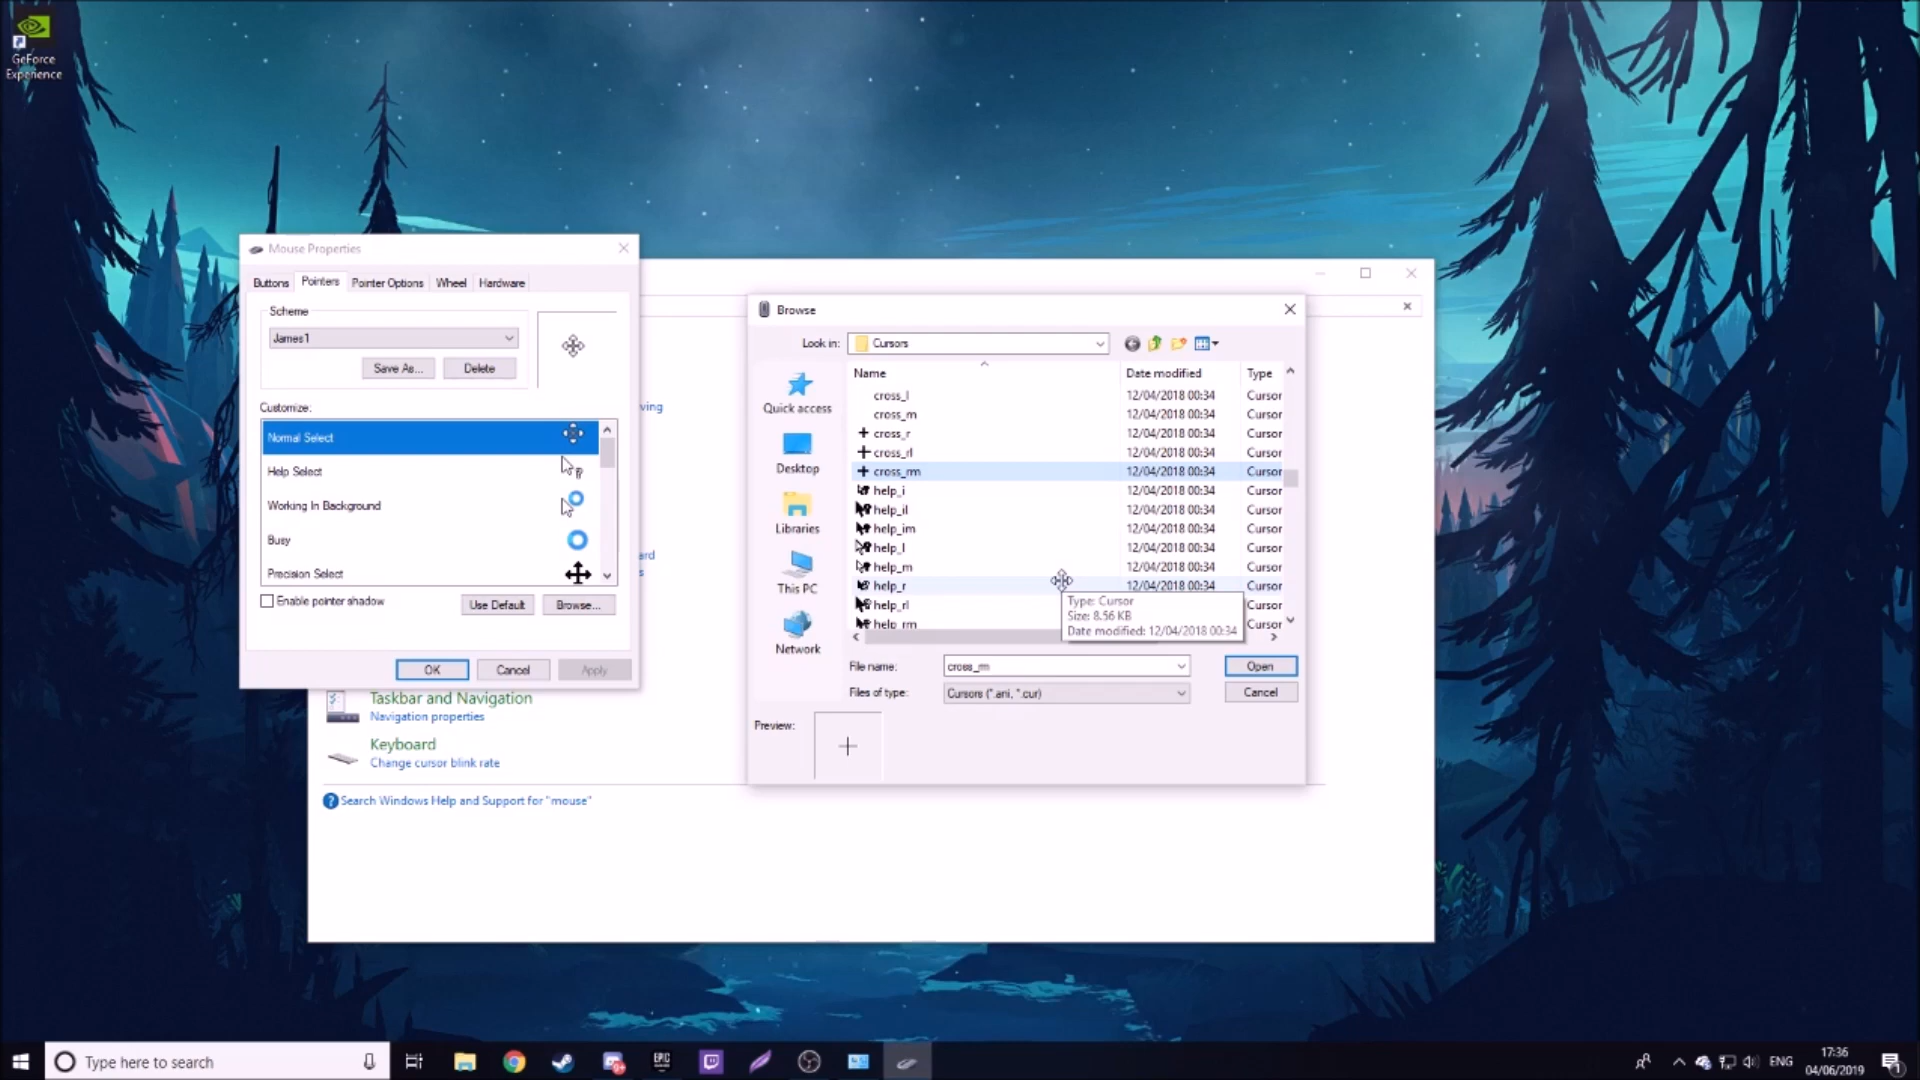 GeForce
Experience
Mouse Properties
Buttons
Pointers
Pointer Options
Wheel
Hardware
Scheme
James1
Save As...
Delete
Customize:
Normal Select
Help Select
Working In Background
Busy
Precision Select
Enable pointer shadow
Use Default
Browse...
OK
Cancel
Apply
ving
ard
s
Taskbar and Navigation
Navigation properties
Keyboard
Change cursor blink rate
Search Windows Help and Support for "mouse"
Browse
Look in:
Cursors
Quick access
Desktop
Libraries
This PC
Network
Name Date modified Type
cross_l 12/04/2018 00:34 Cursor
cross_m 12/04/2018 00:34 Cursor
cross_r 12/04/2018 00:34 Cursor
cross_rl 12/04/2018 00:34 Cursor
cross_rm 12/04/2018 00:34 Cursor
help_i 12/04/2018 00:34 Cursor
help_il 12/04/2018 00:34 Cursor
help_im 12/04/2018 00:34 Cursor
help_l 12/04/2018 00:34 Cursor
help_m 12/04/2018 00:34 Cursor
help_r 12/04/2018 00:34 Cursor
help_rl Cursor
help_rm Cursor
Type: Cursor
Size: 8.56 KB
Date modified: 12/04/2018 00:34
File name: cross_rm
Open
Files of type: Cursors (*.ani, *.cur)
Cancel
Preview:
Type here to search
EPIC
GAMES
ENG
17:36
04/06/2019
1